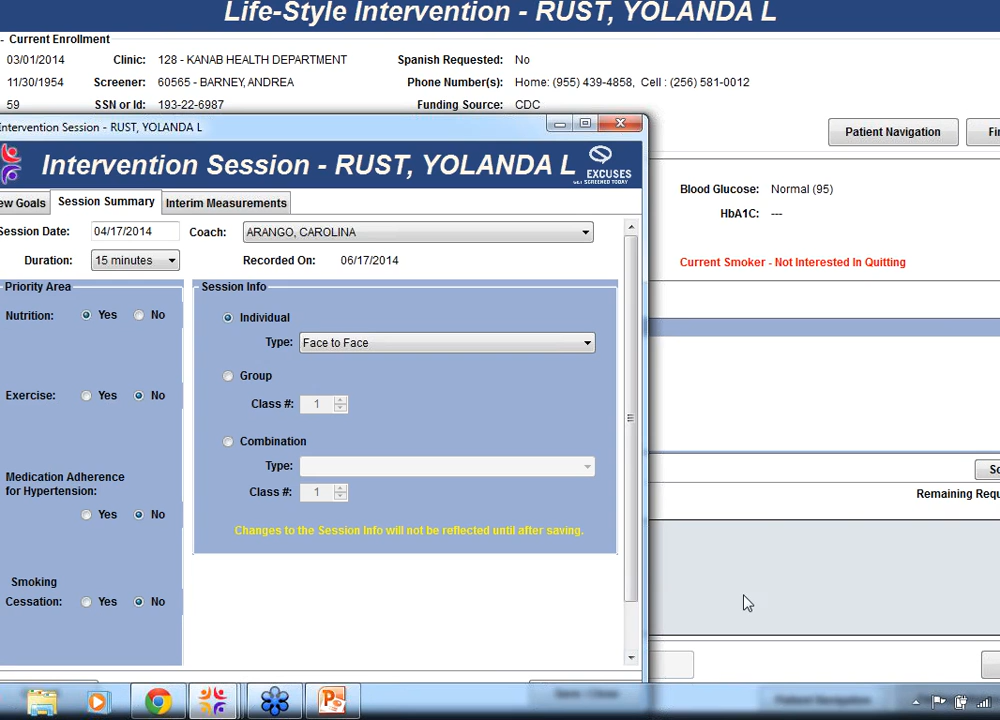 Life-Style Intervention - RUST, YOLANDA L
- Current Enrollment
03/01/2014 Clinic: 128 - KANAB HEALTH DEPARTMENT Spanish Requested: No
11/30/1954 Screener: 60565 - BARNEY, ANDREA Phone Number(s): Home: (955) 439-4858, Cell : (256) 581-0012
59 SSN or Id: 193-22-6987 Funding Source: CDC
Intervention Session - RUST, YOLANDA L
Patient Navigation Fi
Intervention Session - RUST, YOLANDA L
EXCUSES
GET SCREENED TODAY
Blood Glucose: Normal (95)
HbA1C: ---
ew Goals Session Summary Interim Measurements
Session Date: 04/17/2014 Coach: ARANGO, CAROLINA
Duration: 15 minutes Recorded On: 06/17/2014
Current Smoker - Not Interested In Quitting
Priority Area
Nutrition: Yes No
Exercise: Yes No
Medication Adherence
for Hypertension:
Yes No
Smoking
Cessation: Yes No
Session Info
Individual
Type: Face to Face
Group
Class #: 1
Combination
Type:
Class #: 1
Changes to the Session Info will not be reflected until after saving.
Sc
Remaining Requ